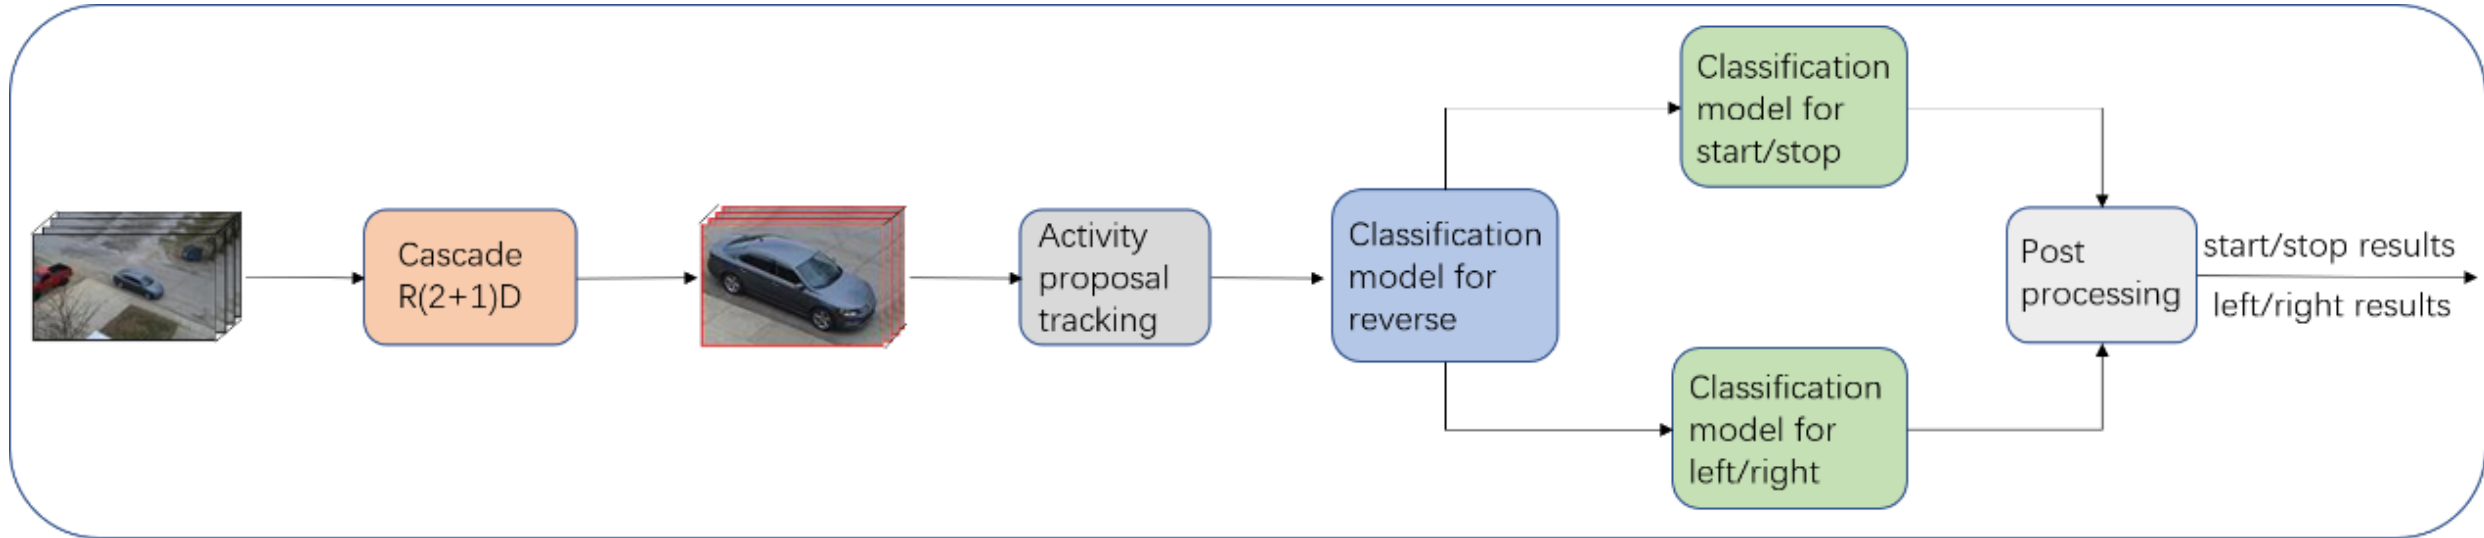 Cascade
R(2+1)D
Activity
proposal
tracking
Classification
model for
reverse
Classification
model for
start/stop
Classification
model for
left/right
Post
processing
start/stop results
left/right results